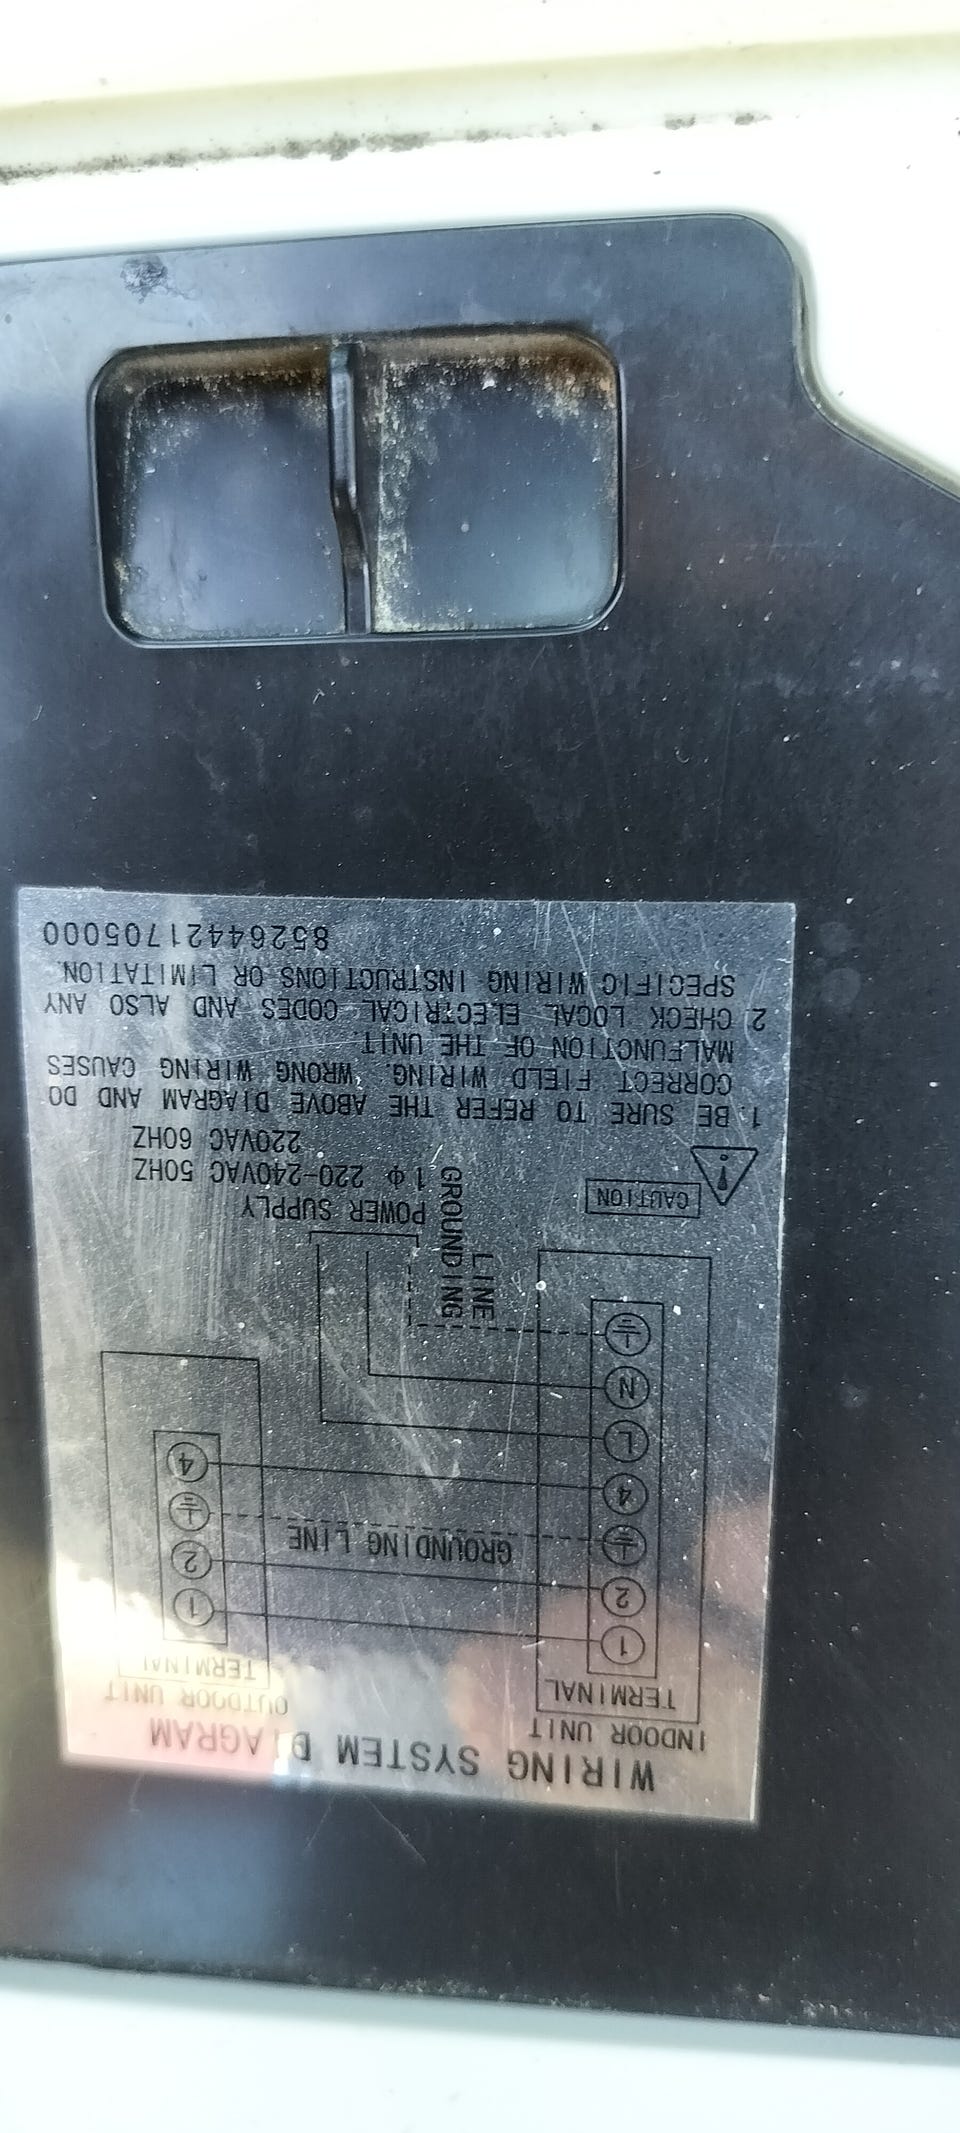 WIRING SYSTEM DIAGRAM
INDOOR UNIT
TERMINAL
OUTDOOR UNIT
TERMINAL
1
2
4
L
N
1
2
4
GROUNDING LINE
GROUNDING
LINE
POWER SUPPLY
1 Φ 220-240VAC 50HZ
220VAC 60HZ
CAUTION
1. BE SURE TO REFER THE ABOVE DIAGRAM AND DO
CORRECT FIELD WIRING. WRONG WIRING CAUSES
MALFUNCTION OF THE UNIT.
2 CHECK LOCAL ELECTRICAL CODES AND ALSO ANY
SPECIFIC WIRING INSTRUCTIONS OR LIMITATION.
85264421705000